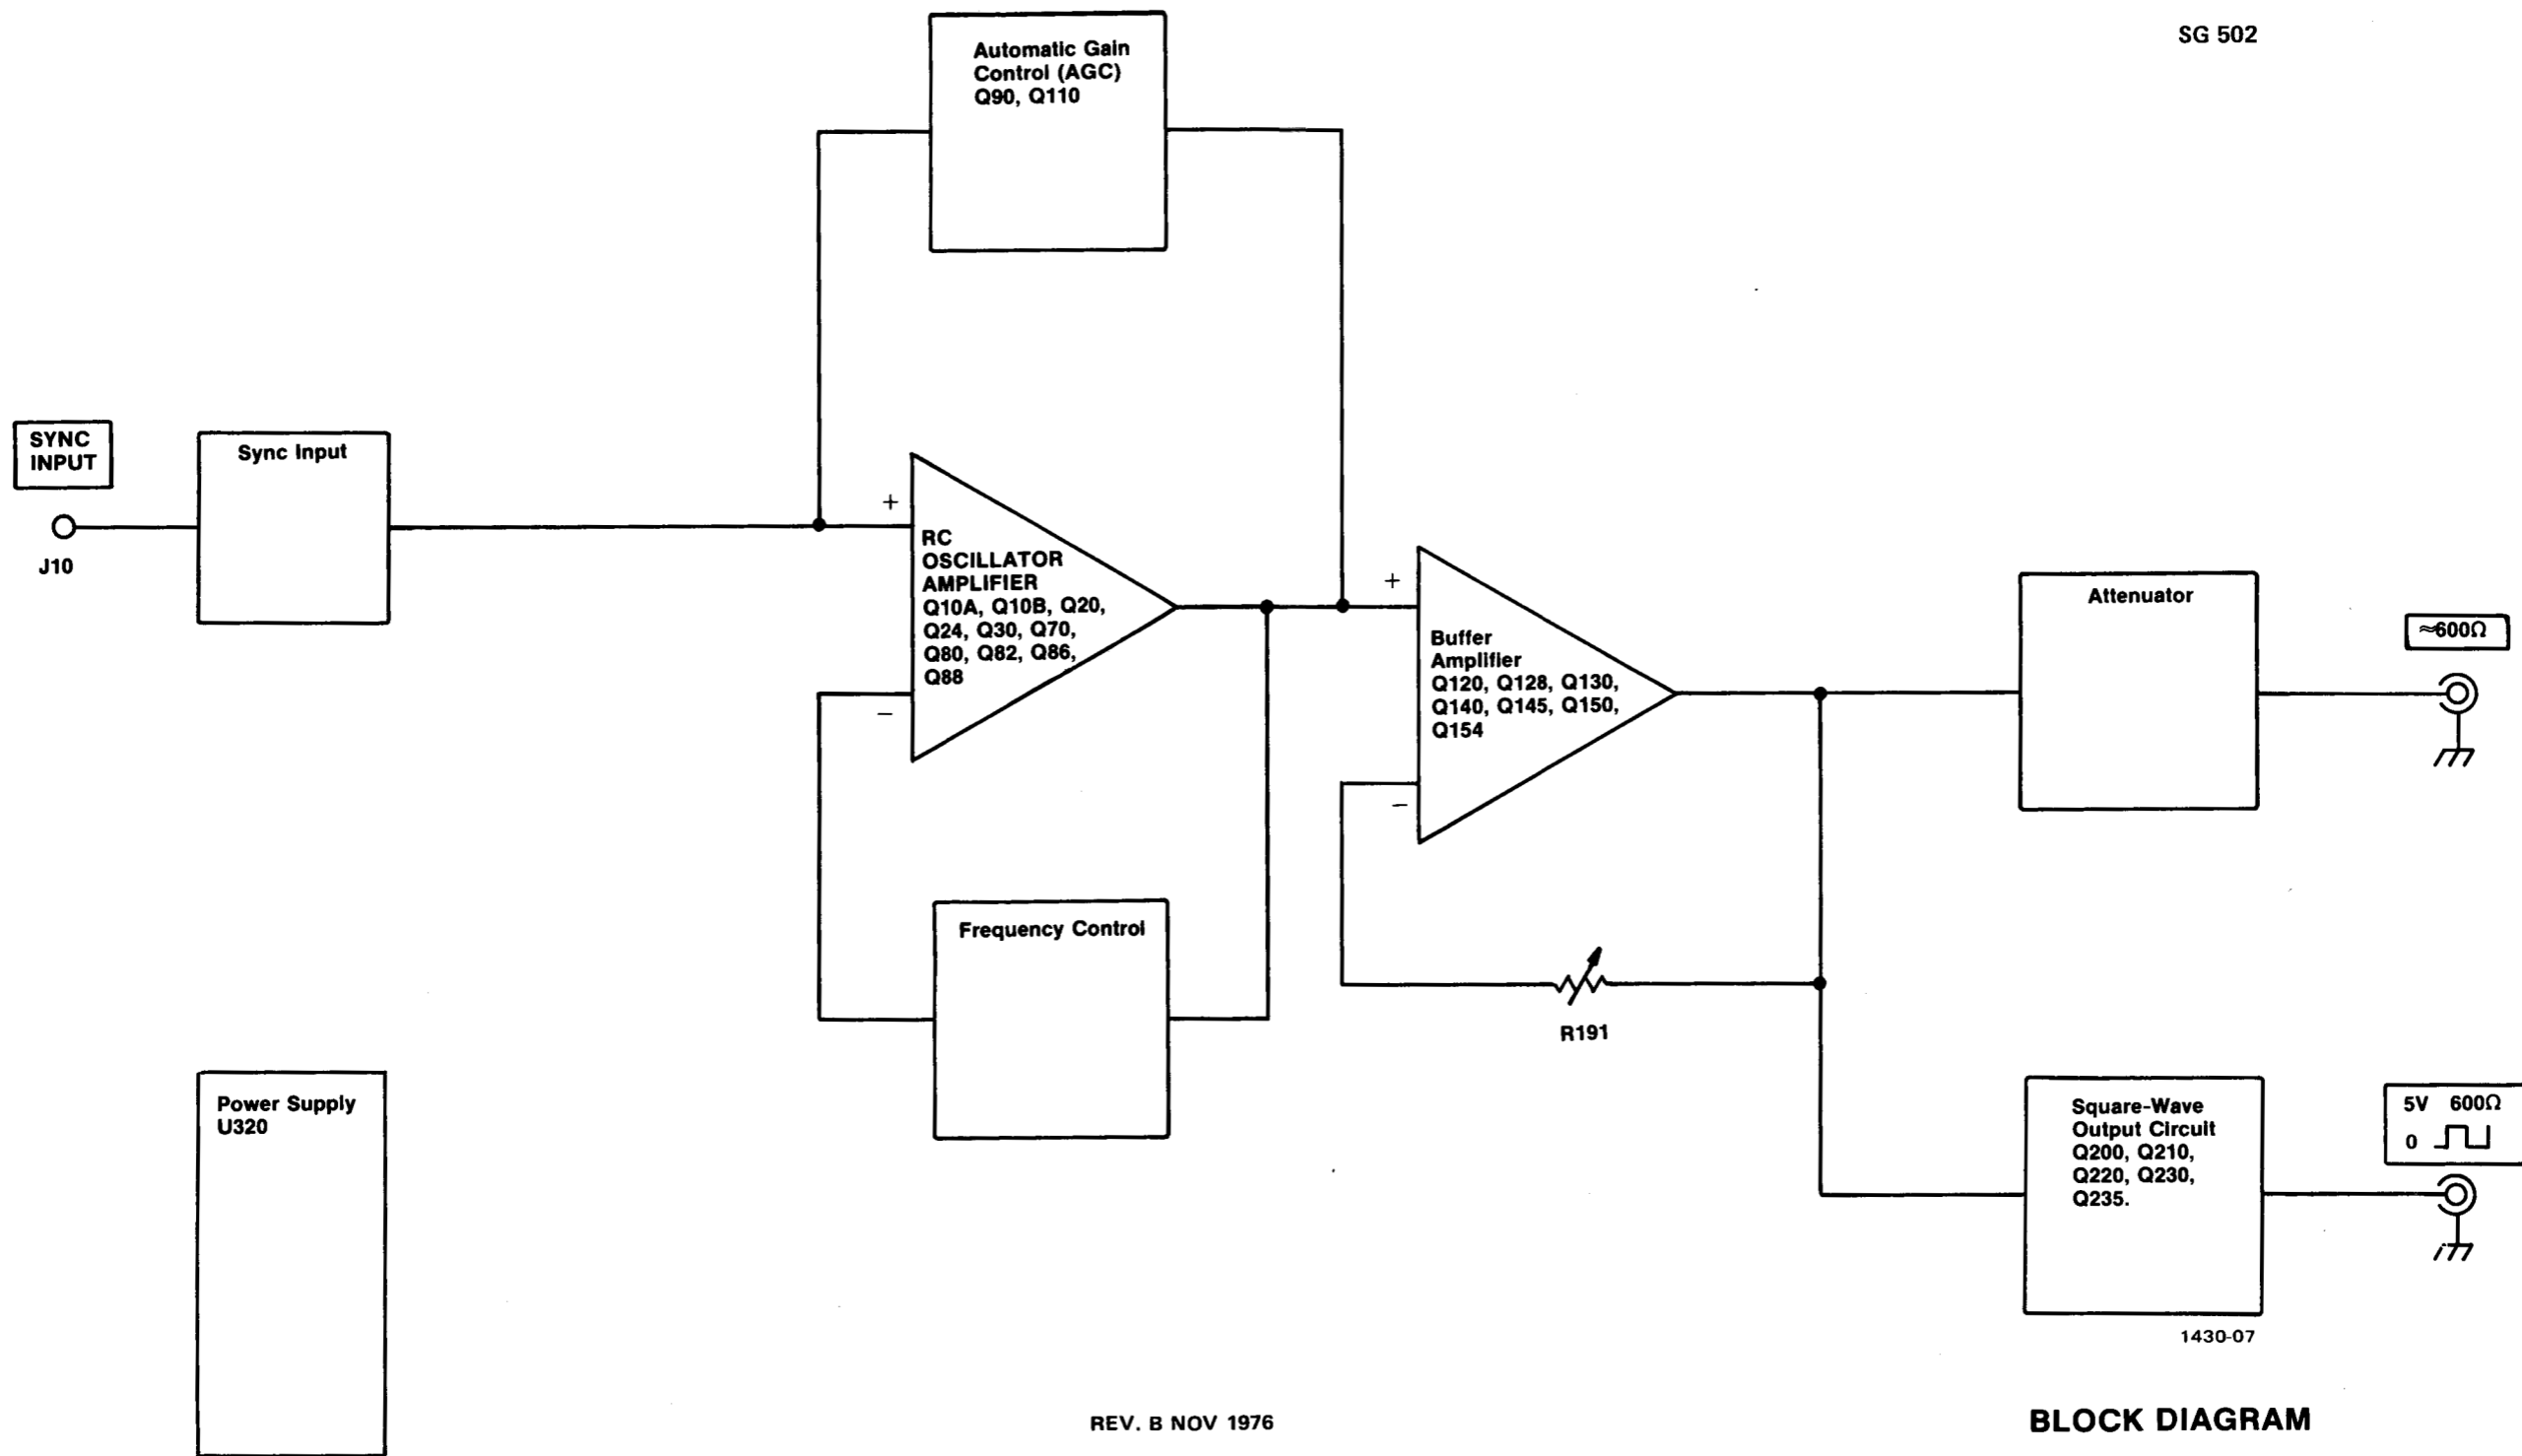 SG 502
Automatic Gain
Control (AGC)
Q90, Q110
SYNC
INPUT
J10
Sync Input
+
RC
OSCILLATOR
AMPLIFIER
Q10A, Q10B, Q20,
Q24, Q30, Q70,
Q80, Q82, Q86,
Q88
−
+
Buffer
Amplifier
Q120, Q128, Q130,
Q140, Q145, Q150,
Q154
−
Attenuator
≈600Ω
Frequency Control
R191
Power Supply
U320
Square-Wave
Output Circuit
Q200, Q210,
Q220, Q230,
Q235.
5V 600Ω
0
1430-07
REV. B NOV 1976
BLOCK DIAGRAM